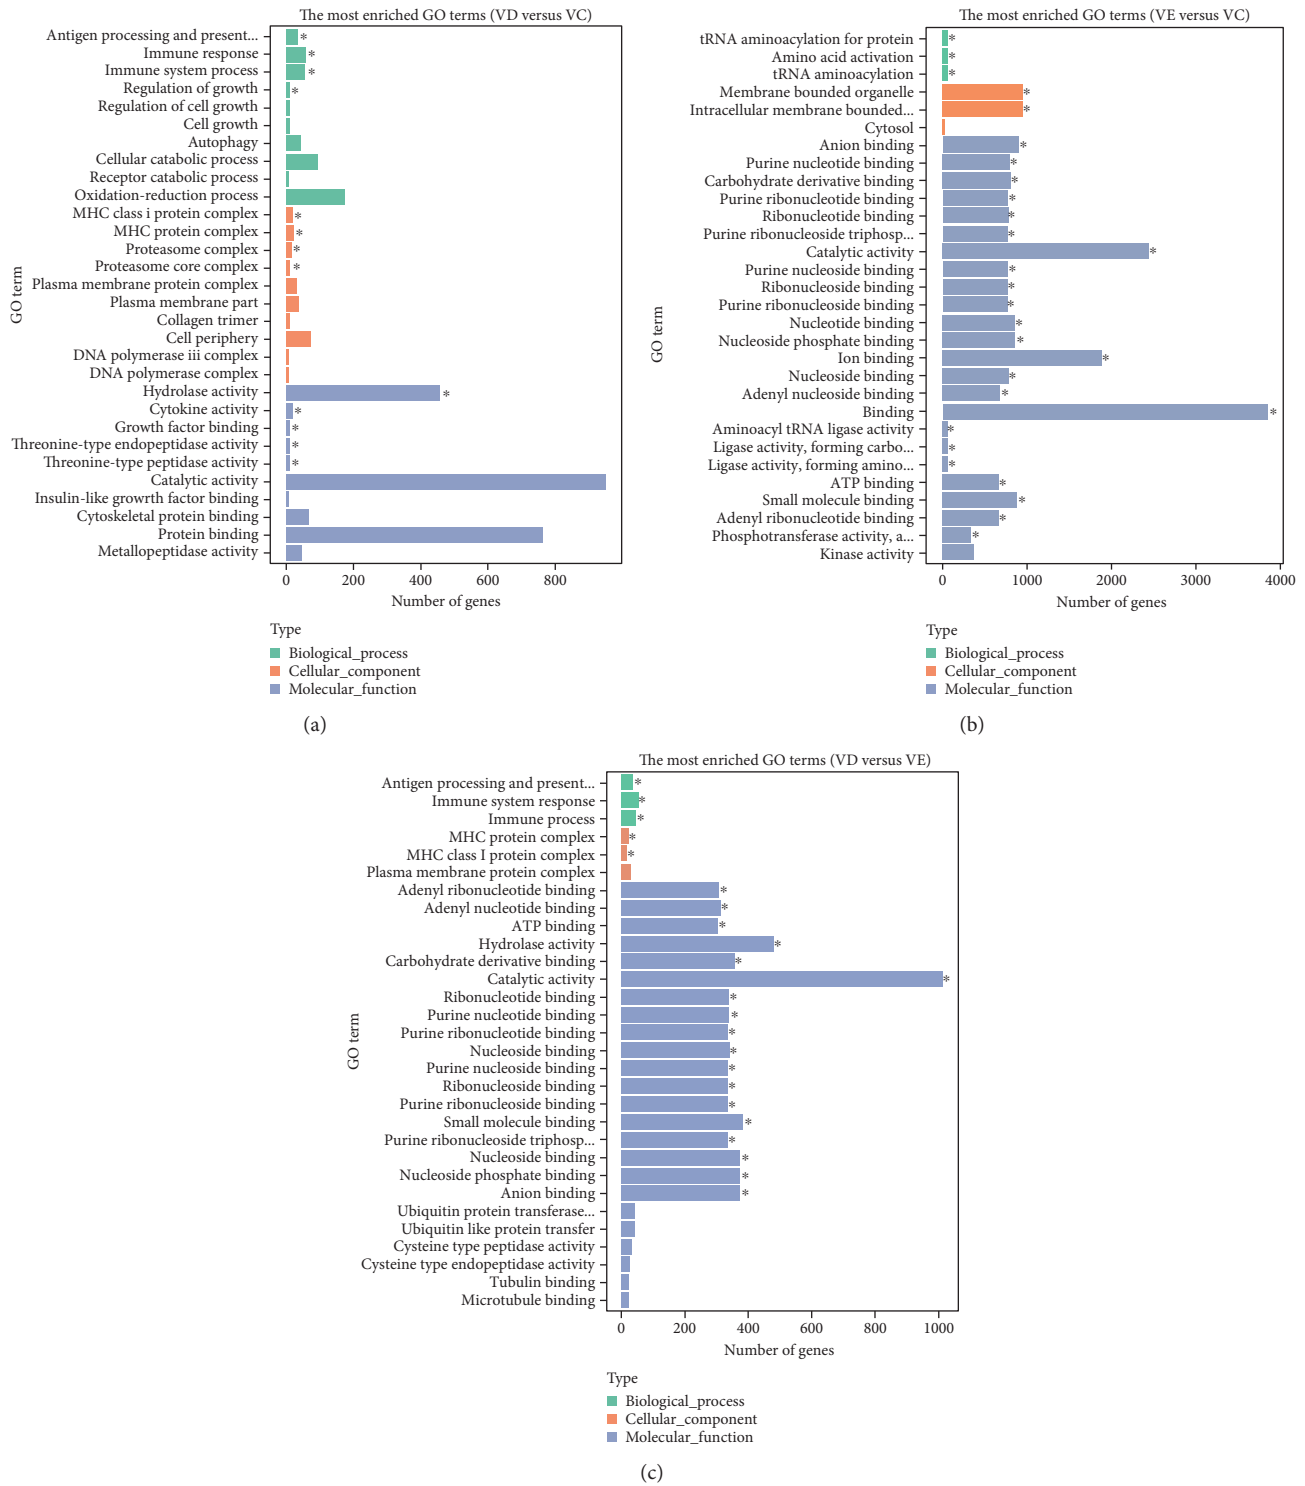 The most enriched GO terms (VD versus VC)
Antigen processing and present... *
Immune response *
Immune system process *
Regulation of growth *
Regulation of cell growth
Cell growth
Autophagy
Cellular catabolic process
Receptor catabolic process
Oxidation-reduction process
MHC class i protein complex *
MHC protein complex *
Proteasome complex *
Proteasome core complex *
Plasma membrane protein complex
Plasma membrane part
Collagen trimer
Cell periphery
DNA polymerase iii complex
DNA polymerase complex
Hydrolase activity *
Cytokine activity *
Growth factor binding *
Threonine-type endopeptidase activity *
Threonine-type peptidase activity *
Catalytic activity
Insulin-like growrth factor binding
Cytoskeletal protein binding
Protein binding
Metallopeptidase activity
GO term
0 200 400 600 800
Number of genes
Type
Biological_process
Cellular_component
Molecular_function
(a)
The most enriched GO terms (VE versus VC)
tRNA aminoacylation for protein *
Amino acid activation *
tRNA aminoacylation *
Membrane bounded organelle *
Intracellular membrane bounded... *
Cytosol
Anion binding *
Purine nucleotide binding *
Carbohydrate derivative binding *
Purine ribonucleotide binding *
Ribonucleotide binding *
Purine ribonucleoside triphosp... *
Catalytic activity *
Purine nucleoside binding *
Ribonucleoside binding *
Purine ribonucleoside binding *
Nucleotide binding *
Nucleoside phosphate binding *
Ion binding *
Nucleoside binding *
Adenyl nucleoside binding *
Binding *
Aminoacyl tRNA ligase activity *
Ligase activity, forming carbo... *
Ligase activity, forming amino... *
ATP binding *
Small molecule binding *
Adenyl ribonucleotide binding *
Phosphotransferase activity, a... *
Kinase activity
GO term
0 1000 2000 3000 4000
Number of genes
Type
Biological_process
Cellular_component
Molecular_function
(b)
The most enriched GO terms (VD versus VE)
Antigen processing and present... *
Immune system response *
Immune process *
MHC protein complex *
MHC class I protein complex *
Plasma membrane protein complex
Adenyl ribonucleotide binding *
Adenyl nucleotide binding *
ATP binding *
Hydrolase activity *
Carbohydrate derivative binding *
Catalytic activity *
Ribonucleotide binding *
Purine nucleotide binding *
Purine ribonucleotide binding *
Nucleoside binding *
Purine nucleoside binding *
Ribonucleoside binding *
Purine ribonucleoside binding *
Small molecule binding *
Purine ribonucleoside triphosp... *
Nucleoside binding *
Nucleoside phosphate binding *
Anion binding *
Ubiquitin protein transferase...
Ubiquitin like protein transfer
Cysteine type peptidase activity
Cysteine type endopeptidase activity
Tubulin binding
Microtubule binding
GO term
0 200 400 600 800 1000
Number of genes
Type
Biological_process
Cellular_component
Molecular_function
(c)